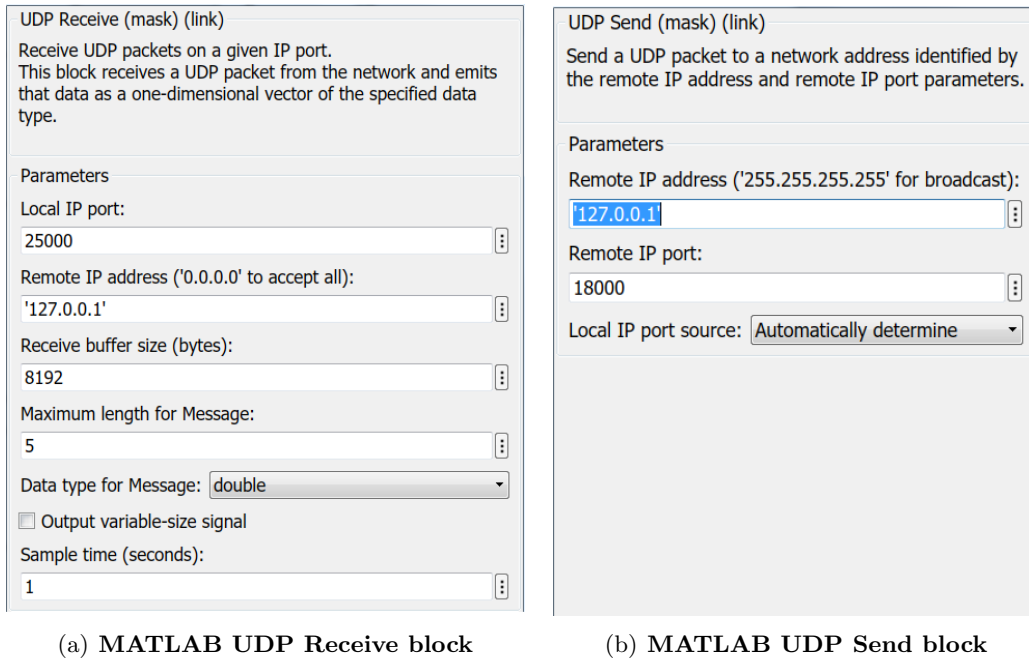 UDP Receive (mask) (link)
Receive UDP packets on a given IP port.
This block receives a UDP packet from the network and emits
that data as a one-dimensional vector of the specified data
type.
Parameters
Local IP port:
25000
Remote IP address ('0.0.0.0' to accept all):
'127.0.0.1'
Receive buffer size (bytes):
8192
Maximum length for Message:
5
Data type for Message: double
Output variable-size signal
Sample time (seconds):
1
(a) MATLAB UDP Receive block
UDP Send (mask) (link)
Send a UDP packet to a network address identified by
the remote IP address and remote IP port parameters.
Parameters
Remote IP address ('255.255.255.255' for broadcast):
'127.0.0.1'
Remote IP port:
18000
Local IP port source: Automatically determine
(b) MATLAB UDP Send block